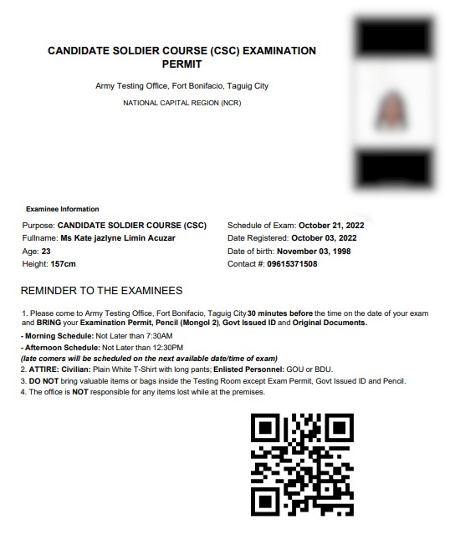 CANDIDATE SOLDIER COURSE (CSC) EXAMINATION
PERMIT
Army Testing Office, Fort Bonifacio, Taguig City
NATIONAL CAPITAL REGION (NCR)
Examinee Information
Purpose: CANDIDATE SOLDIER COURSE (CSC)
Fullname: Ms Kate jazlyne Limin Acuzar
Age: 23
Height: 157cm
Schedule of Exam: October 21, 2022
Date Registered: October 03, 2022
Date of birth: November 03, 1998
Contact #: 09615371508
REMINDER TO THE EXAMINEES
1. Please come to Army Testing Office, Fort Bonifacio, Taguig City 30 minutes before the time on the date of your exam
and BRING your Examination Permit, Pencil (Mongol 2), Govt Issued ID and Original Documents.
- Morning Schedule: Not Later than 7:30AM
- Afternoon Schedule: Not Later than 12:30PM
(late comers will be scheduled on the next available date/time of exam)
2. ATTIRE: Civilian: Plain White T-Shirt with long pants; Enlisted Personel: GOU or BDU.
3. DO NOT bring valuable items or bags inside the Testing Room except Exam Permit, Govt Issued ID and Pencil.
4. The office is NOT responsible for any items lost while at the premises.